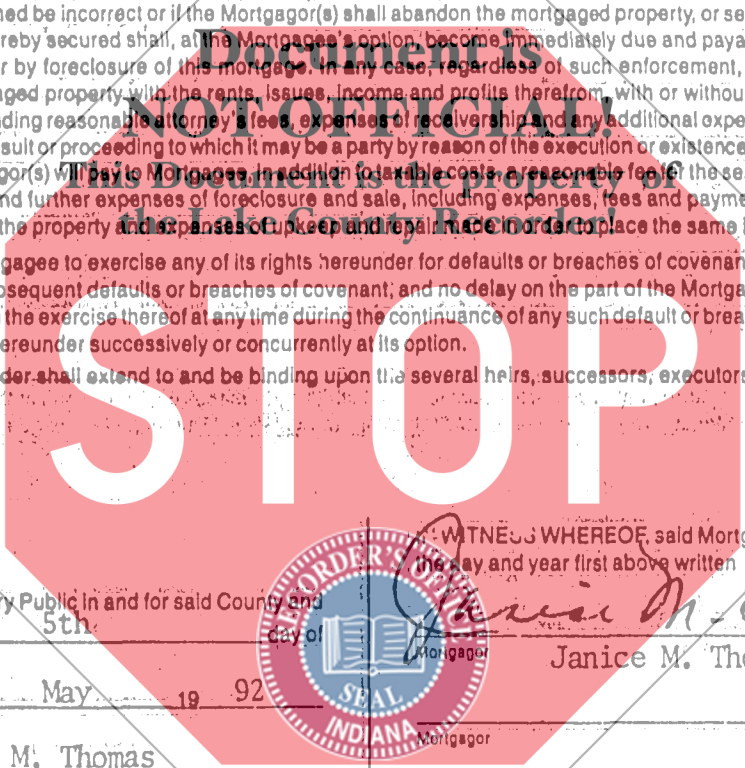 ned be incorrect or if the Mortgagor(s) shall abandon the mortgaged property, or se
reby secured shall, at the Mortgagee's option, become immediately due and paya
Document is
r by foreclosure of this mortgage. In any case, regardless of such enforcement,
aged property with the rents, issues, income and profits therefrom, with or withou
NOT OFFICIAL!
ding reasonable attorney's fees, expenses of receivership and any additional expe
suit or proceeding to which it may be a party by reason of the execution or existence
gor(s) will pay to Mortgagee, in addition to taxable costs, a reasonable fee for the se
This Document is the property of
nd further expenses of foreclosure and sale, including expenses, fees and payme
the Lake County Recorder!
the property and expenses of upkeep and repair made in order to place the same
gagee to exercise any of its rights hereunder for defaults or breaches of covenan
bsequent defaults or breaches of covenant, and no delay on the part of the Mortga
the exercise thereof at any time during the continuance of any such default or brea
ereunder successively or concurrently at its option.
der shall extend to and be binding upon the several heirs, successors, executors
STOP
WITNESS WHEREOF, said Mortg
the day and year first above written
ry Public in and for said County and
5th day of
Janice M.
Mortgagor Janice M. Tho
May 19 92
RECORDER'S OFFICE
SEAL
INDIANA
Mortgagor
M. Thomas